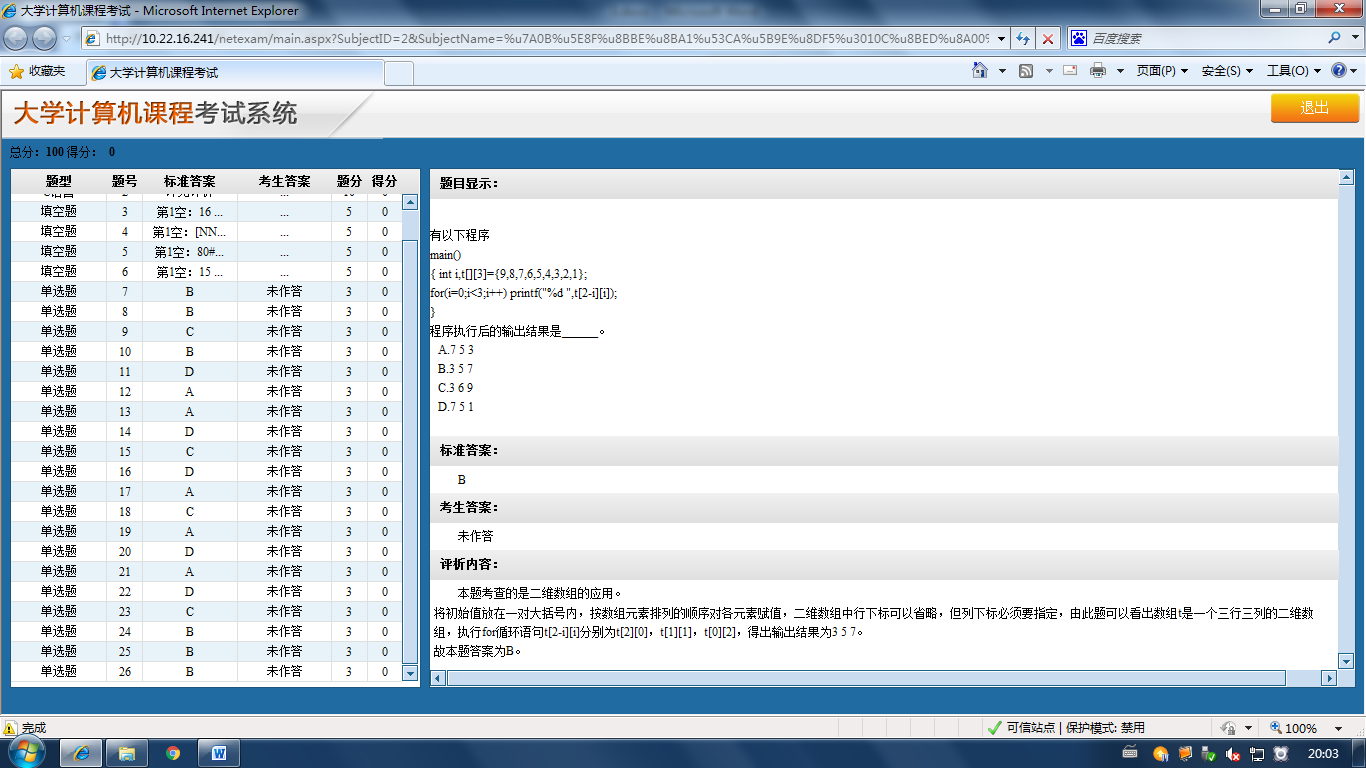 大学计算机课程考试 - Microsoft Internet Explorer
http://10.22.16.241/netexam/main.aspx?SubjectID=2&SubjectName=%u7A0B%u5E8F%u8BBE%u8BA1%u53CA%u5B9E%u8DF5%u3010C%u8BED%u8A00%
百度搜索
收藏夹
大学计算机课程考试
页面(P)
安全(S)
工具(O)
大学计算机课程考试系统
退出
总分：100 得分： 0
题型 题号 标准答案 考生答案 题分 得分
填空题 3 第1空：16 ... ... 5 0
填空题 4 第1空：[NN... ... 5 0
填空题 5 第1空：80#... ... 5 0
填空题 6 第1空：15 ... ... 5 0
单选题 7 B 未作答 3 0
单选题 8 B 未作答 3 0
单选题 9 C 未作答 3 0
单选题 10 B 未作答 3 0
单选题 11 D 未作答 3 0
单选题 12 A 未作答 3 0
单选题 13 A 未作答 3 0
单选题 14 D 未作答 3 0
单选题 15 C 未作答 3 0
单选题 16 D 未作答 3 0
单选题 17 A 未作答 3 0
单选题 18 C 未作答 3 0
单选题 19 A 未作答 3 0
单选题 20 D 未作答 3 0
单选题 21 A 未作答 3 0
单选题 22 D 未作答 3 0
单选题 23 C 未作答 3 0
单选题 24 B 未作答 3 0
单选题 25 B 未作答 3 0
单选题 26 B 未作答 3 0
题目显示：
有以下程序
main()
{ int i,t[][3]={9,8,7,6,5,4,3,2,1};
for(i=0;i<3;i++) printf("%d ",t[2-i][i]);
}
程序执行后的输出结果是______。
A.7 5 3
B.3 5 7
C.3 6 9
D.7 5 1
标准答案：
B
考生答案：
未作答
评析内容：
本题考查的是二维数组的应用。
将初始值放在一对大括号内，按数组元素排列的顺序对各元素赋值，二维数组中行下标可以省略，但列下标必须要指定，由此题可以看出数组t是一个三行三列的二维数
组，执行for循环语句t[2-i][i]分别为t[2][0]，t[1][1]，t[0][2]，得出输出结果为3 5 7。
故本题答案为B。
完成
可信站点 | 保护模式: 禁用
100%
20:03